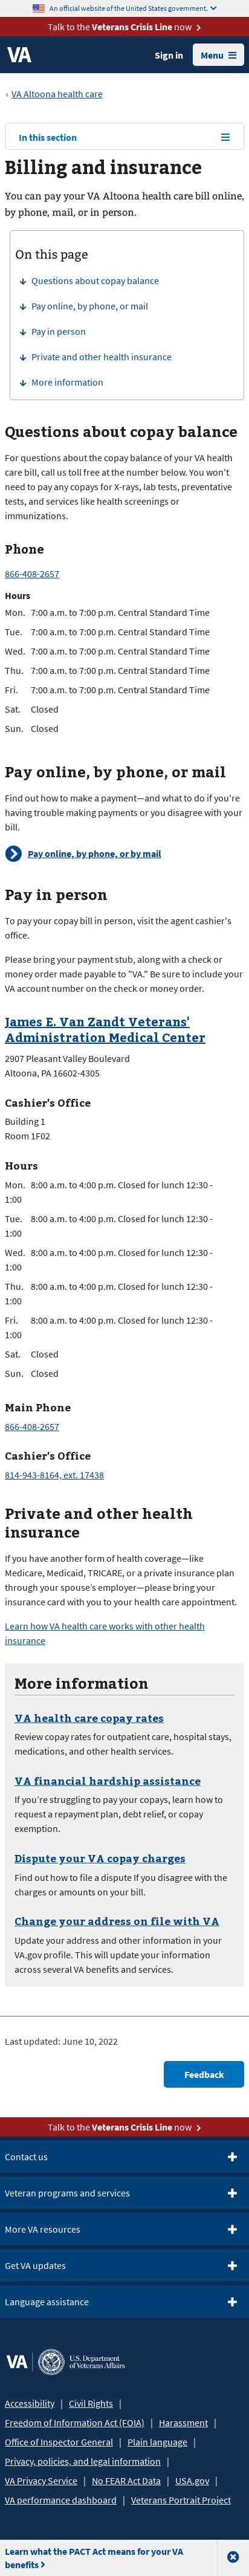 An official website of the United States government.
Talk to the Veterans Crisis Line now
VA
Sign in
Menu
VA Altoona health care
In this section
Billing and insurance
You can pay your VA Altoona health care bill online,
by phone, mail, or in person.
On this page
Questions about copay balance
Pay online, by phone, or mail
Pay in person
Private and other health insurance
More information
Questions about copay balance
For questions about the copay balance of your VA health
care bill, call us toll free at the number below. You won't
need to pay any copays for X-rays, lab tests, preventative
tests, and services like health screenings or
immunizations.
Phone
866-408-2657
Hours
Mon. 7:00 a.m. to 7:00 p.m. Central Standard Time
Tue. 7:00 a.m. to 7:00 p.m. Central Standard Time
Wed. 7:00 a.m. to 7:00 p.m. Central Standard Time
Thu. 7:00 a.m. to 7:00 p.m. Central Standard Time
Fri. 7:00 a.m. to 7:00 p.m. Central Standard Time
Sat. Closed
Sun. Closed
Pay online, by phone, or mail
Find out how to make a payment—and what to do if you're
having trouble making payments or you disagree with your
bill.
Pay online, by phone, or by mail
Pay in person
To pay your copay bill in person, visit the agent cashier's
office.
Please bring your payment stub, along with a check or
money order made payable to "VA." Be sure to include your
VA account number on the check or money order.
James E. Van Zandt Veterans'
Administration Medical Center
2907 Pleasant Valley Boulevard
Altoona, PA 16602-4305
Cashier's Office
Building 1
Room 1F02
Hours
Mon. 8:00 a.m. to 4:00 p.m. Closed for lunch 12:30 -
1:00
Tue. 8:00 a.m. to 4:00 p.m. Closed for lunch 12:30 -
1:00
Wed. 8:00 a.m. to 4:00 p.m. Closed for lunch 12:30 -
1:00
Thu. 8:00 a.m. to 4:00 p.m. Closed for lunch 12:30 -
1:00
Fri. 8:00 a.m. to 4:00 p.m. Closed for lunch 12:30 -
1:00
Sat. Closed
Sun. Closed
Main Phone
866-408-2657
Cashier's Office
814-943-8164, ext. 17438
Private and other health
insurance
If you have another form of health coverage—like
Medicare, Medicaid, TRICARE, or a private insurance plan
through your spouse's employer—please bring your
insurance card with you to your health care appointment.
Learn how VA health care works with other health
insurance
More information
VA health care copay rates
Review copay rates for outpatient care, hospital stays,
medications, and other health services.
VA financial hardship assistance
If you're struggling to pay your copays, learn how to
request a repayment plan, debt relief, or copay
exemption.
Dispute your VA copay charges
Find out how to file a dispute If you disagree with the
charges or amounts on your bill.
Change your address on file with VA
Update your address and other information in your
VA.gov profile. This will update your information
across several VA benefits and services.
Last updated: June 10, 2022
Feedback
Talk to the Veterans Crisis Line now
Contact us
Veteran programs and services
More VA resources
Get VA updates
Language assistance
VA U.S. Department
of Veterans Affairs
Accessibility | Civil Rights |
Freedom of Information Act (FOIA) | Harassment |
Office of Inspector General | Plain language |
Privacy, policies, and legal information |
VA Privacy Service | No FEAR Act Data | USA.gov |
VA performance dashboard | Veterans Portrait Project
Learn what the PACT Act means for your VA
benefits